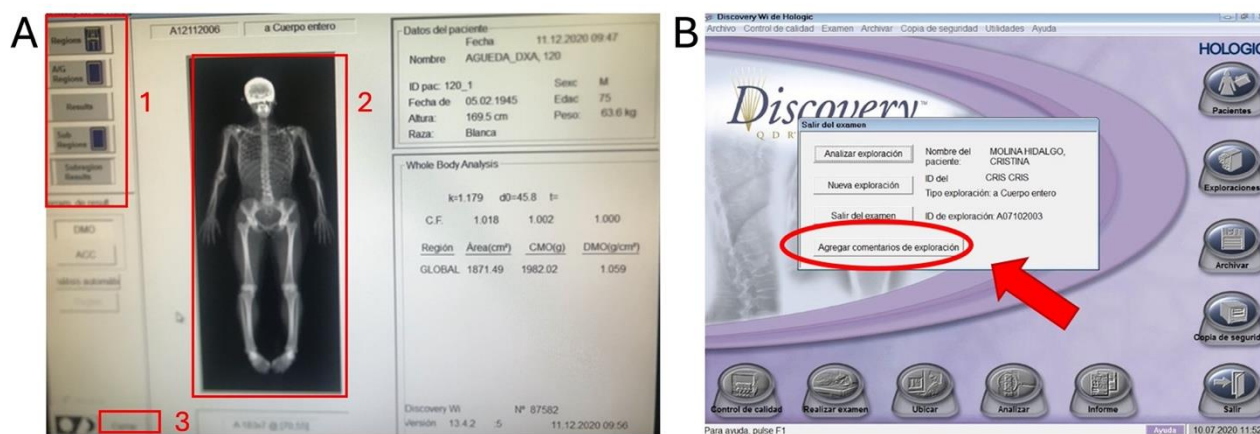 A
Regions
A/G
Regions
Results
Sub
Regions
Subregion
Results
DMO
ACC
1
2
3
A12112006
a Cuerpo entero
Datos del paciente
Fecha 11.12.2020 09:47
Nombre AGUEDA_DXA, 120
ID pac: 120_1 Sexc M
Fecha de 05.02.1945 Edac 75
Altura: 169.5 cm Peso: 63.6 kg
Raza: Blanca
Whole Body Analysis
k=1.179 d0=45.8 t=
C.F. 1.018 1.002 1.000
Región Área(cm²) CMO(g) DMO(g/cm²)
GLOBAL 1871.49 1982.02 1.059
Discovery Wi Nº 87582
Versión: 13.4.2 :5 11.12.2020 09:56
B
Discovery Wi de Hologic
Archivo Control de calidad Examen Archivar Copia de seguridad Utilidades Ayuda
HOLOGIC
Discovery™
Q D R
Salir del examen
Analizar exploración
Nueva exploración
Salir del examen
Agregar comentarios de exploración
Nombre del paciente: MOLINA HIDALGO, CRISTINA
ID del CRIS CRIS
Tipo exploración: a Cuerpo entero
ID de exploración: A07102003
Pacientes
Exploraciones
Archivar
Copia de segurid
Salir
Control de calidad
Realizar examen
Ubicar
Analizar
Informe
Para ayuda, pulse F1
Ayuda
10.07.2020 11:5